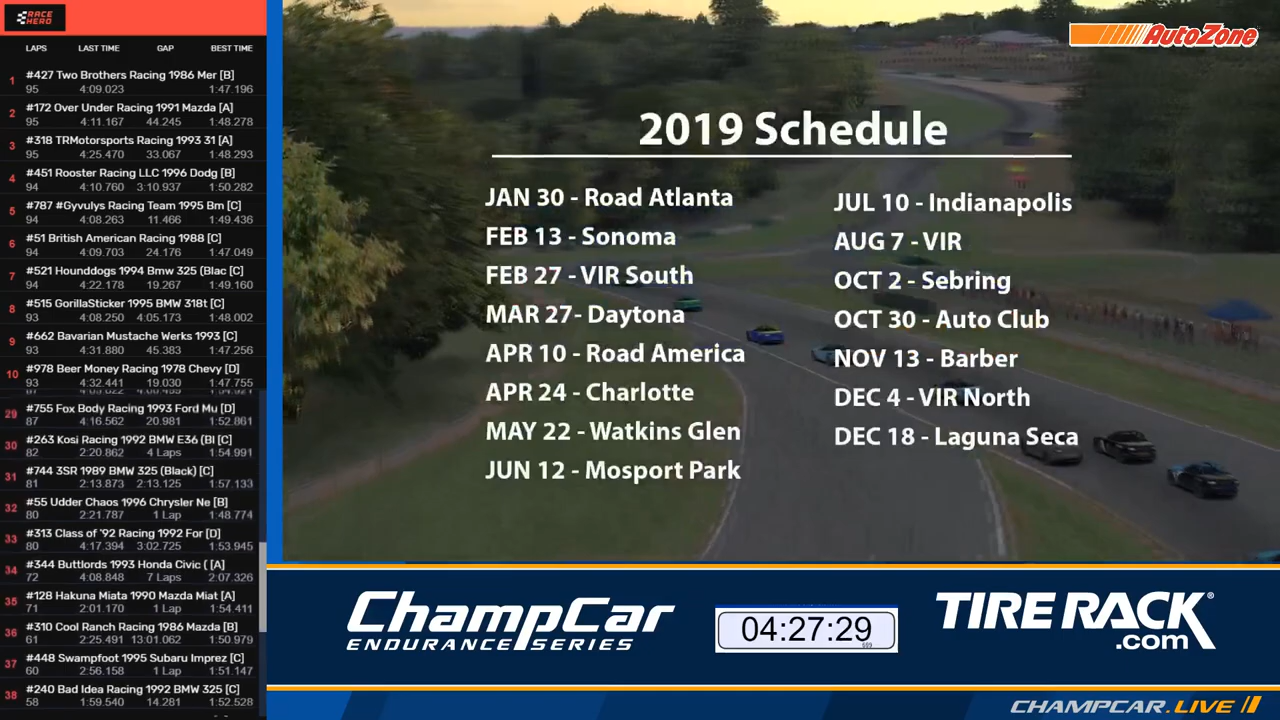 RACE
HERO
LAPS LAST TIME GAP BEST TIME
1 #427 Two Brothers Racing 1986 Mer [B]
95 4:09.023 1:47.196
2 #172 Over Under Racing 1991 Mazda [A]
95 4:11.167 44.245 1:48.278
3 #318 TRMotorsports Racing 1993 31 [A]
95 4:25.470 33.067 1:48.293
4 #451 Rooster Racing LLC 1996 Dodg [B]
94 4:10.760 3:10.937 1:50.282
5 #787 #Gyvulys Racing Team 1995 Bm [C]
94 4:08.263 11.466 1:49.436
6 #51 British American Racing 1988 [C]
94 4:09.703 24.176 1:47.049
7 #521 Hounddogs 1994 Bmw 325 (Blac [C]
94 4:22.178 19.267 1:49.160
8 #515 GorillaSticker 1995 BMW 318t [C]
93 4:08.250 4:05.173 1:48.002
9 #662 Bavarian Mustache Werks 1993 [C]
93 4:31.880 45.383 1:47.256
10 #978 Beer Money Racing 1978 Chevy [D]
93 4:32.441 19.030 1:47.755
29 #755 Fox Body Racing 1993 Ford Mu [D]
87 4:16.562 20.981 1:52.861
30 #263 Kosi Racing 1992 BMW E36 (Bl [C]
82 2:20.862 4 Laps 1:54.991
31 #744 3SR 1989 BMW 325 (Black) [C]
81 2:13.873 2:13.125 1:57.133
32 #55 Udder Chaos 1996 Chrysler Ne [B]
80 2:21.787 1 Lap 1:48.774
33 #313 Class of '92 Racing 1992 For [D]
80 4:17.394 3:02.725 1:53.945
34 #344 Buttlords 1993 Honda Civic ( [A]
72 4:08.848 7 Laps 2:07.326
35 #128 Hakuna Miata 1990 Mazda Miat [A]
71 2:01.170 1 Lap 1:54.411
36 #310 Cool Ranch Racing 1986 Mazda [B]
61 2:25.491 13:01.062 1:50.979
37 #448 Swampfoot 1995 Subaru Imprez [C]
60 2:56.158 1 Lap 1:51.147
38 #240 Bad Idea Racing 1992 BMW 325 [C]
58 1:59.540 14.281 1:52.528
AutoZone
2019 Schedule
JAN 30 - Road Atlanta
FEB 13 - Sonoma
FEB 27 - VIR South
MAR 27- Daytona
APR 10 - Road America
APR 24 - Charlotte
MAY 22 - Watkins Glen
JUN 12 - Mosport Park
JUL 10 - Indianapolis
AUG 7 - VIR
OCT 2 - Sebring
OCT 30 - Auto Club
NOV 13 - Barber
DEC 4 - VIR North
DEC 18 - Laguna Seca
ChampCar
ENDURANCE SERIES
04:27:29
TIRE RACK®
.com
CHAMPCAR.LIVE